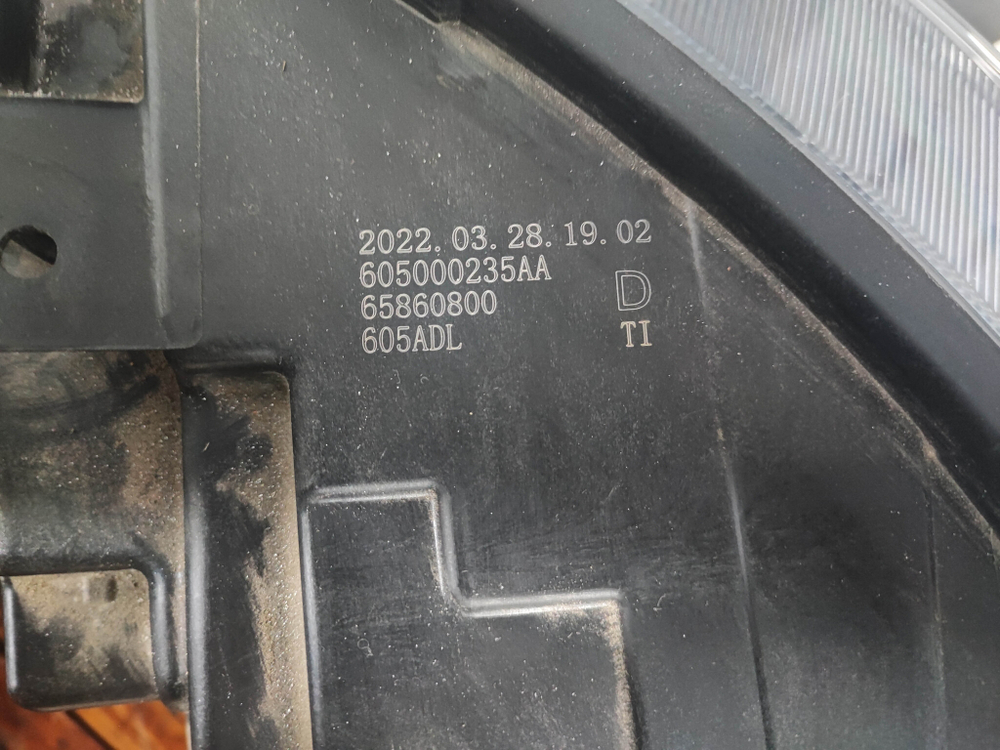 2022. 03. 28. 19. 02
605000235AA
65860800 D
605ADL TI